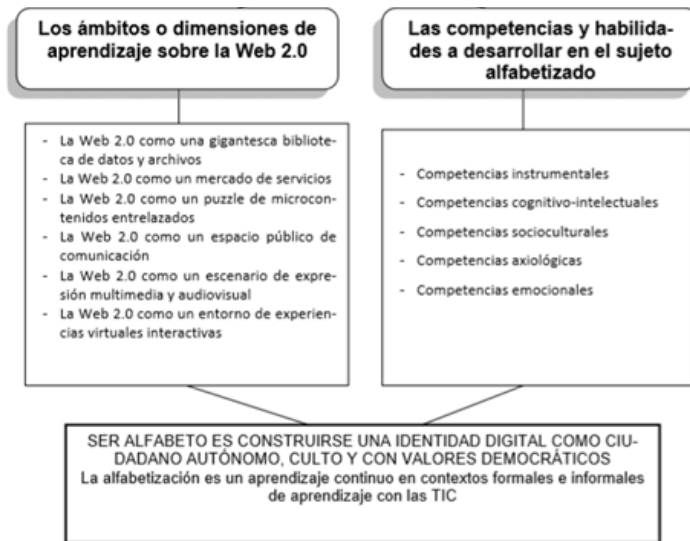 Los ámbitos o dimensiones de
aprendizaje sobre la Web 2.0
Las competencias y habilida-
des a desarrollar en el sujeto
alfabetizado
- La Web 2.0 como una gigantesca bibliote-
ca de datos y archivos
- La Web 2.0 como un mercado de servicios
- La Web 2.0 como un puzzle de microcon-
tenidos entrelazados
- La Web 2.0 como un espacio público de
comunicación
- La Web 2.0 como un escenario de expre-
sión multimedia y audiovisual
- La Web 2.0 como un entorno de experien-
cias virtuales interactivas
- Competencias instrumentales
- Competencias cognitivo-intelectuales
- Competencias socioculturales
- Competencias axiológicas
- Competencias emocionales
SER ALFABETO ES CONSTRUIRSE UNA IDENTIDAD DIGITAL COMO CIU-
DADANO AUTÓNOMO, CULTO Y CON VALORES DEMOCRÁTICOS
La alfabetización es un aprendizaje continuo en contextos formales e informales
de aprendizaje con las TIC